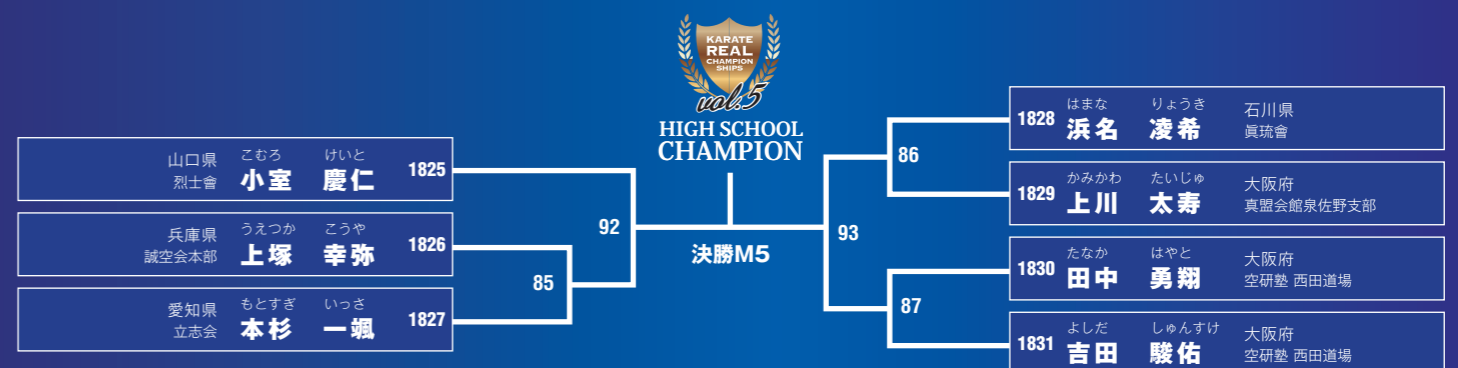 KARATE
REAL
CHAMPION
SHIPS
vol.5
HIGH SCHOOL
CHAMPION
山口県 こむろ けいと
烈士會 小室 慶仁 1825
兵庫県 うえつか こうや
誠空会本部 上塚 幸弥 1826
愛知県 もとすぎ いっさ
立志会 本杉 一颯 1827
85
92
決勝M5
93
86
87
はまな りょうき 石川県
1828 浜名 凌希 眞琉會
かみかわ たいじゅ 大阪府
1829 上川 太寿 真盟会館泉佐野支部
たなか はやと 大阪府
1830 田中 勇翔 空研塾 西田道場
よしだ しゅんすけ 大阪府
1831 吉田 駿佑 空研塾 西田道場